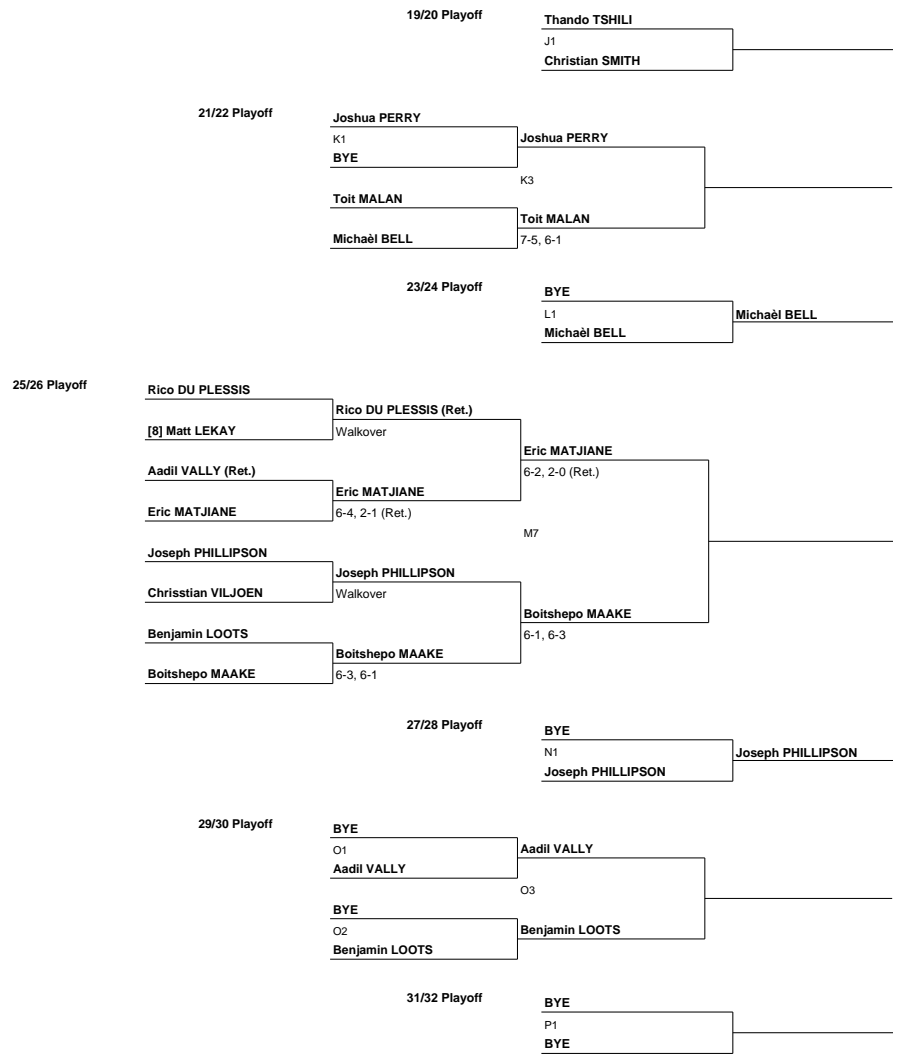 19/20 Playoff
Thando TSHILI
J1
Christian SMITH
21/22 Playoff
Joshua PERRY
K1
BYE
Joshua PERRY
K3
Toit MALAN
Michaèl BELL
Toit MALAN
7-5, 6-1
23/24 Playoff
BYE
L1
Michaèl BELL
Michaèl BELL
25/26 Playoff
Rico DU PLESSIS
[8] Matt LEKAY
Rico DU PLESSIS (Ret.)
Walkover
Aadil VALLY (Ret.)
Eric MATJIANE
Eric MATJIANE
6-4, 2-1 (Ret.)
Eric MATJIANE
6-2, 2-0 (Ret.)
M7
Joseph PHILLIPSON
Chrisstian VILJOEN
Joseph PHILLIPSON
Walkover
Benjamin LOOTS
Boitshepo MAAKE
Boitshepo MAAKE
6-3, 6-1
Boitshepo MAAKE
6-1, 6-3
27/28 Playoff
BYE
N1
Joseph PHILLIPSON
Joseph PHILLIPSON
29/30 Playoff
BYE
O1
Aadil VALLY
Aadil VALLY
O3
BYE
O2
Benjamin LOOTS
Benjamin LOOTS
31/32 Playoff
BYE
P1
BYE